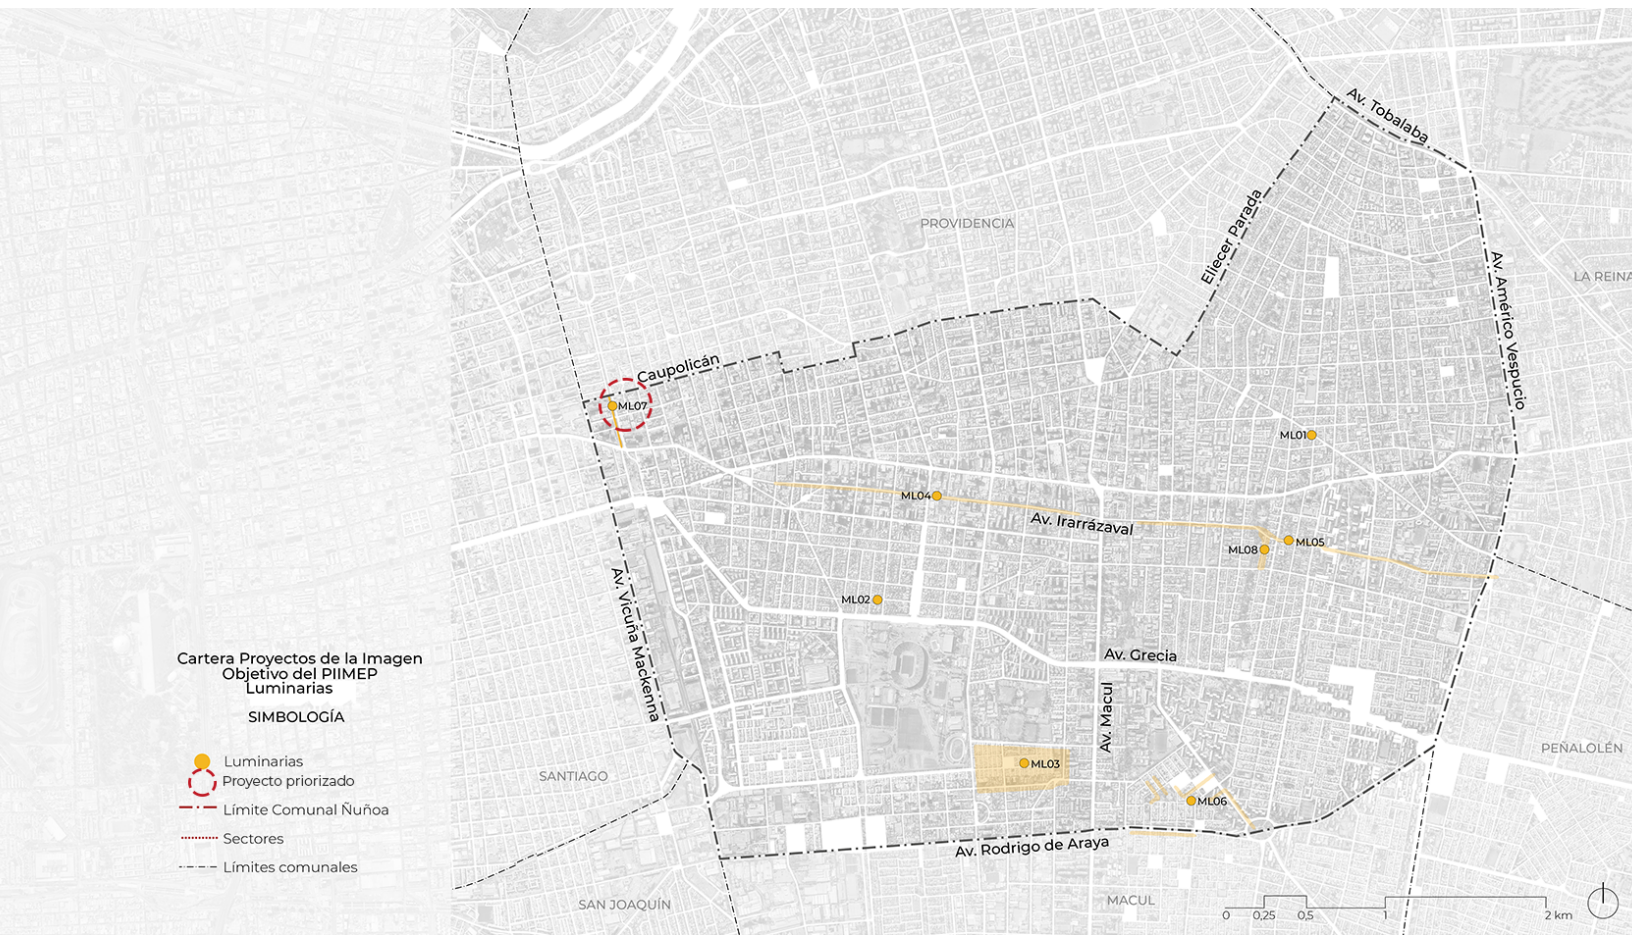 Av. Tobalaba
Eliecer Parada
PROVIDENCIA
LA REINA
Av. Américo Vespucio
Caupolicán
ML07
ML01
ML04
Av. Irarrázaval
ML08
ML05
ML02
Av. Vicuña Mackenna
Av. Grecia
Av. Macul
PEÑALOLÉN
ML03
SANTIAGO
ML06
Av. Rodrigo de Araya
SAN JOAQUÍN
MACUL
Cartera Proyectos de la Imagen
Objetivo del PIIMEP
Luminarias
SIMBOLOGÍA
Luminarias
Proyecto priorizado
Límite Comunal Ñuñoa
Sectores
Límites comunales
0 0,25 0,5 1 2 km